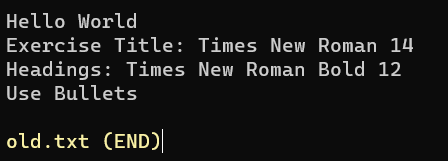 Hello World
Exercise Title: Times New Roman 14
Headings: Times New Roman Bold 12
Use Bullets
old.txt (END)